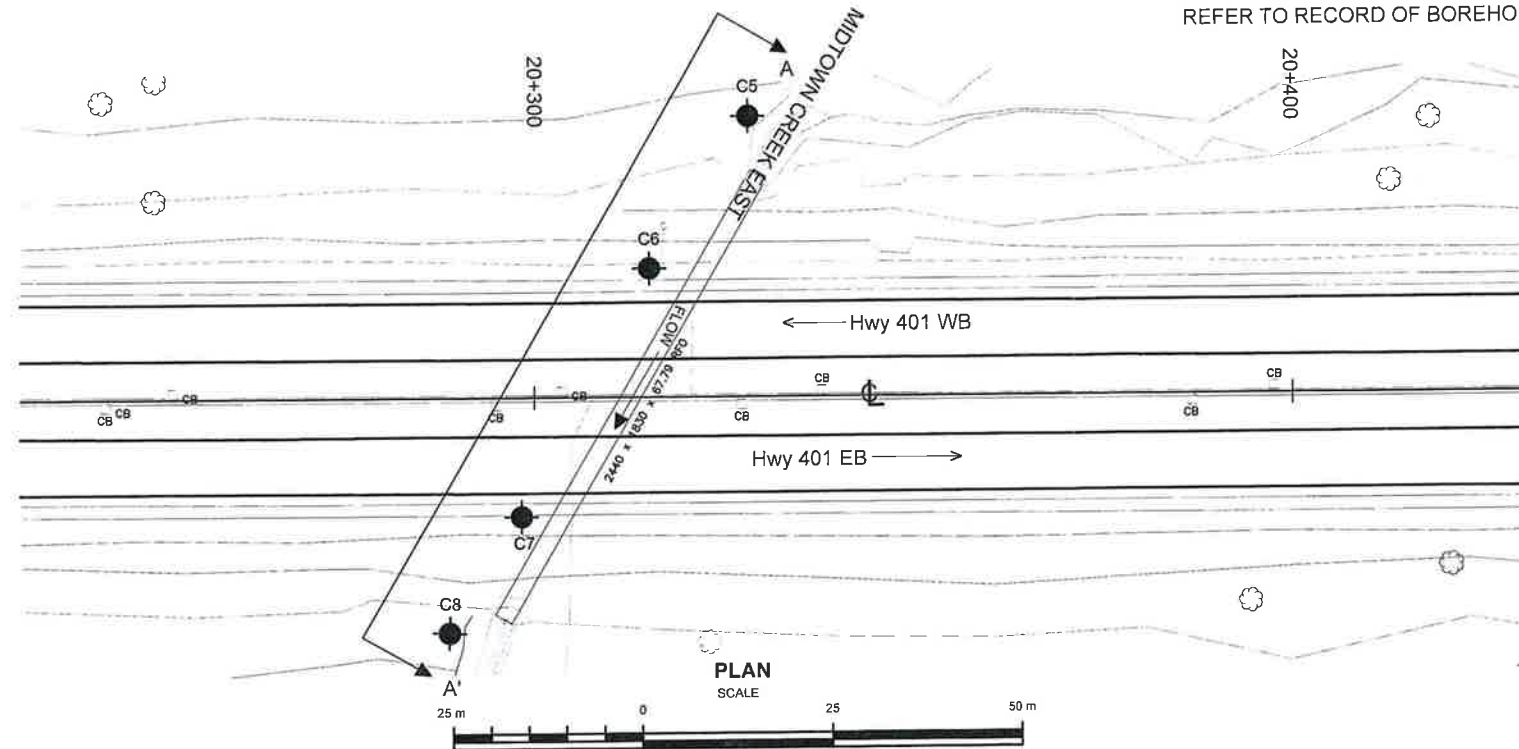 REFER TO RECORD OF BOREHO
MIDTOWN CREEK EAST
20+300
20+400
A
C5
C6
FLOW
2440 x 1830 x 67.79 RFO
← Hwy 401 WB
CB
CB
CB
CB
CB CB
CB
CB
CB
CB
℄
Hwy 401 EB →
C7
C8
A'
PLAN
SCALE
25 m 0 25 50 m